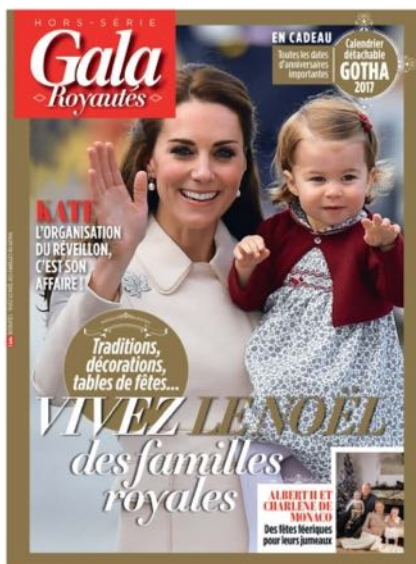 HORS-SÉRIE
Gala
Royautés
EN CADEAU
Toutes les dates
d'anniversaires
importantes
Calendrier
détachable
GOTHA
2017
KATE
L'ORGANISATION
DU RÉVEILLON,
C'EST SON
AFFAIRE !
Traditions,
décorations,
tables de fêtes...
VIVEZ LE NOËL
des familles
royales
ALBERT II ET
CHARLÈNE DE
MONACO
Des fêtes féeriques
pour leurs jumeaux